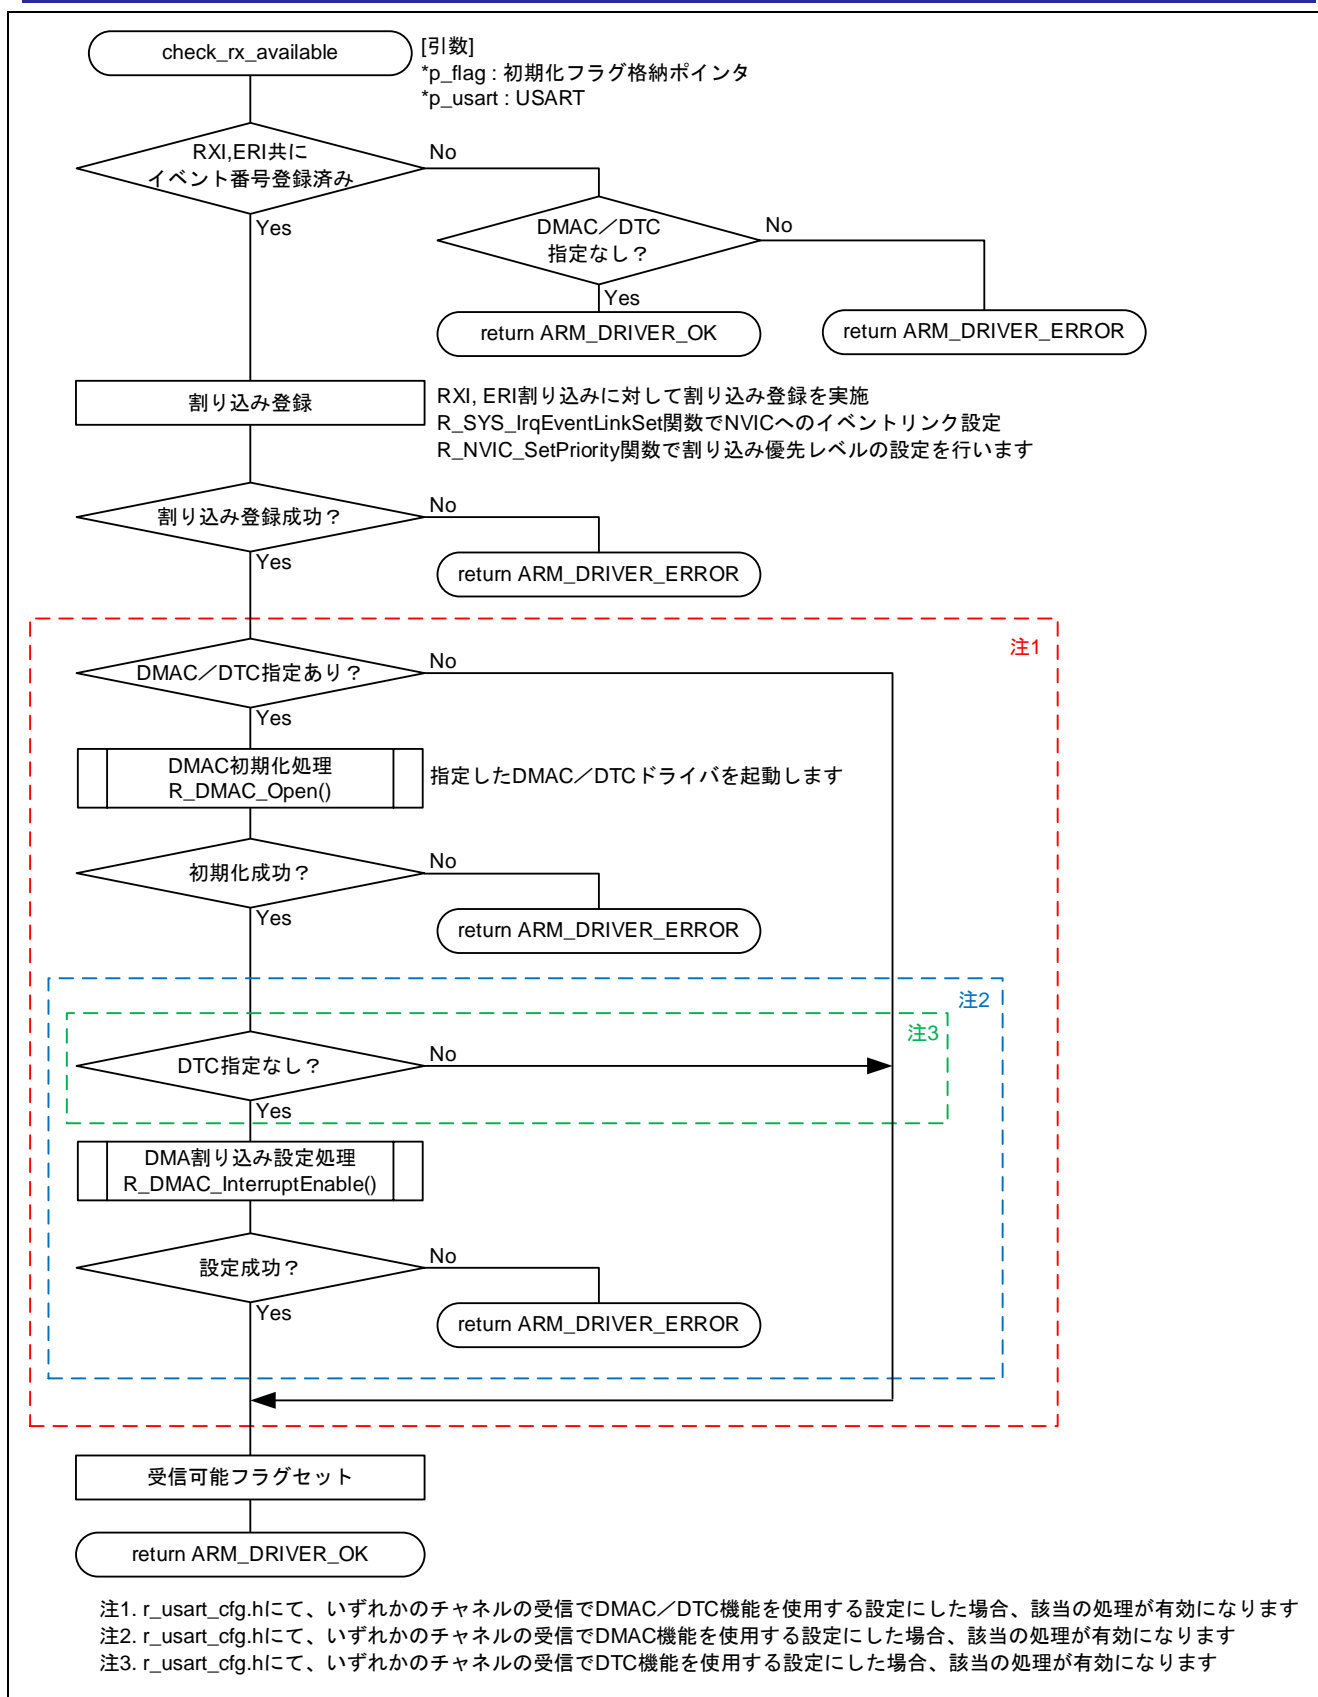 check_rx_available
[引数]
*p_flag : 初期化フラグ格納ポインタ
*p_usart : USART
RXI,ERI共に
イベント番号登録済み
No
Yes
DMAC／DTC
指定なし？
No
Yes
return ARM_DRIVER_OK
return ARM_DRIVER_ERROR
割り込み登録
RXI, ERI割り込みに対して割り込み登録を実施
R_SYS_IrqEventLinkSet関数でNVICへのイベントリンク設定
R_NVIC_SetPriority関数で割り込み優先レベルの設定を行います
割り込み登録成功？
No
Yes
return ARM_DRIVER_ERROR
注1
DMAC／DTC指定あり？
No
Yes
DMAC初期化処理
R_DMAC_Open()
指定したDMAC／DTCドライバを起動します
初期化成功？
No
Yes
return ARM_DRIVER_ERROR
注2
注3
DTC指定なし？
No
Yes
DMA割り込み設定処理
R_DMAC_InterruptEnable()
設定成功？
No
Yes
return ARM_DRIVER_ERROR
受信可能フラグセット
return ARM_DRIVER_OK
注1. r_usart_cfg.hにて、いずれかのチャネルの受信でDMAC／DTC機能を使用する設定にした場合、該当の処理が有効になります
注2. r_usart_cfg.hにて、いずれかのチャネルの受信でDMAC機能を使用する設定にした場合、該当の処理が有効になります
注3. r_usart_cfg.hにて、いずれかのチャネルの受信でDTC機能を使用する設定にした場合、該当の処理が有効になります